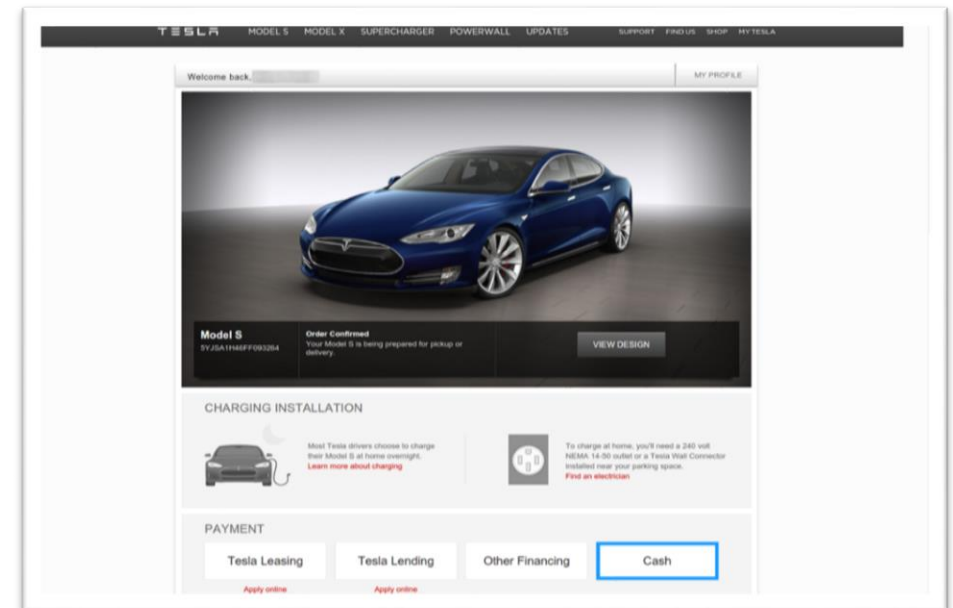 TESLA MODEL S MODEL X SUPERCHARGER POWERWALL UPDATES SUPPORT FIND US SHOP MY TESLA
Welcome back, MY PROFILE
Model S
5YJSA1H46FF093264
Order Confirmed
Your Model S is being prepared for pickup or
delivery.
VIEW DESIGN
CHARGING INSTALLATION
Most Tesla drivers choose to charge
their Model S at home overnight.
Learn more about charging
To charge at home, you'll need a 240 volt
NEMA 14-50 outlet or a Tesla Wall Connector
installed near your parking space.
Find an electrician
PAYMENT
Tesla Leasing Tesla Lending Other Financing Cash
Apply online Apply online